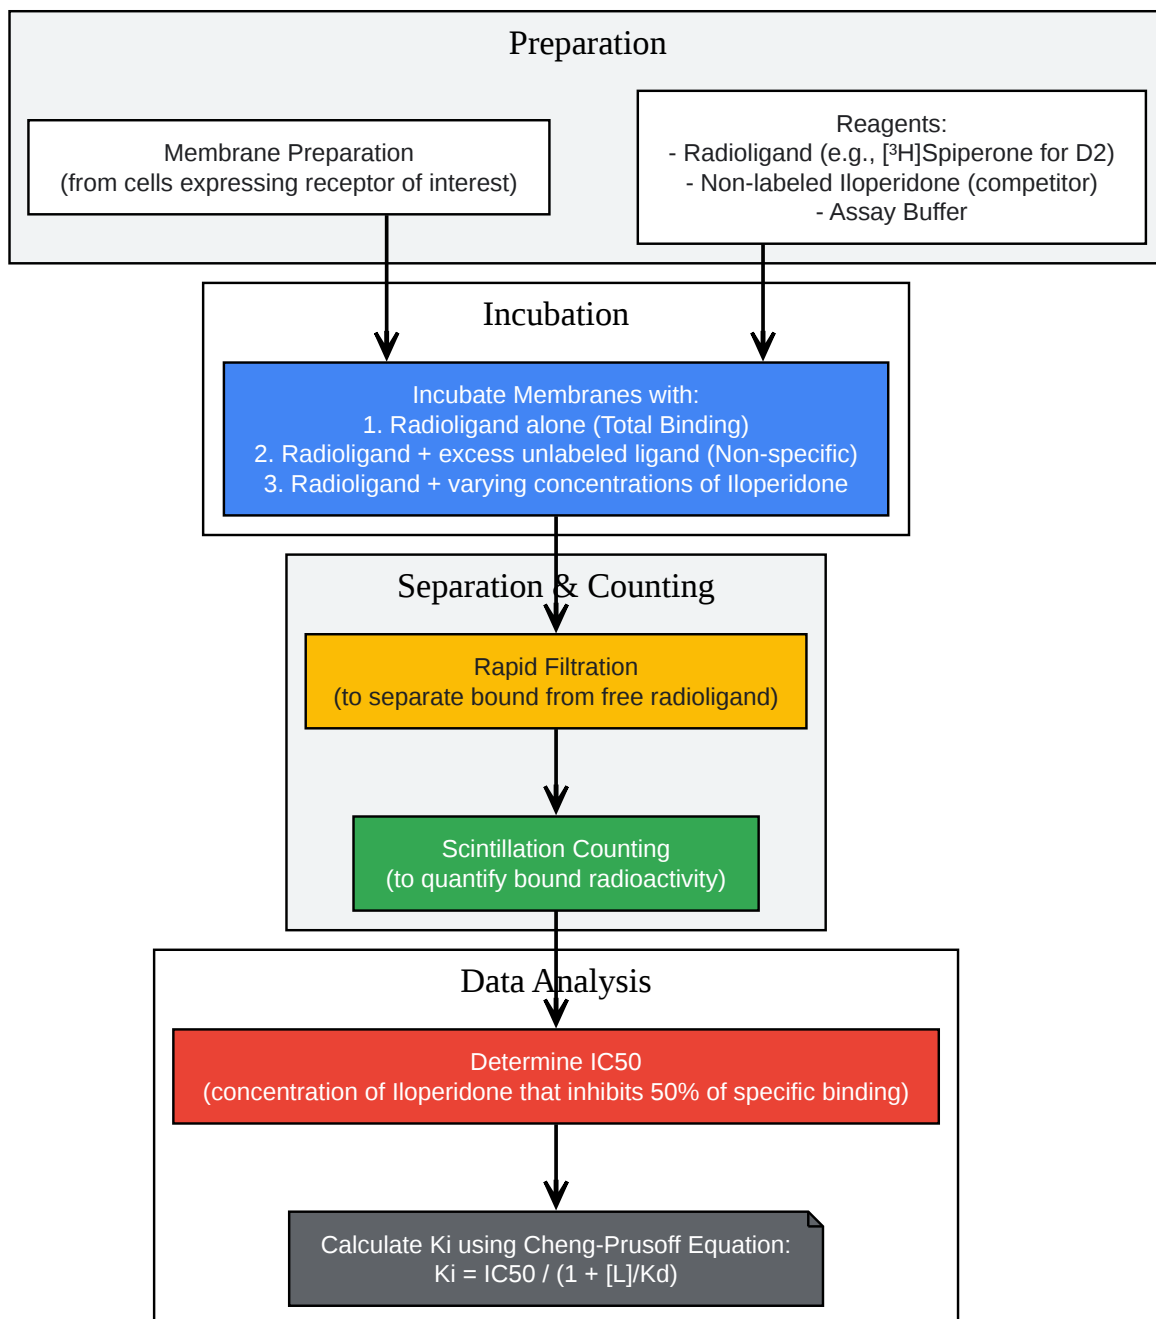 Preparation
Membrane Preparation
(from cells expressing receptor of interest)
Reagents:
- Radioligand (e.g., [³H]Spiperone for D2)
- Non-labeled Iloperidone (competitor)
- Assay Buffer
Incubation
Incubate Membranes with:
1. Radioligand alone (Total Binding)
2. Radioligand + excess unlabeled ligand (Non-specific)
3. Radioligand + varying concentrations of Iloperidone
Separation & Counting
Rapid Filtration
(to separate bound from free radioligand)
Scintillation Counting
(to quantify bound radioactivity)
Data Analysis
Determine IC50
(concentration of Iloperidone that inhibits 50% of specific binding)
Calculate Ki using Cheng-Prusoff Equation:
Ki = IC50 / (1 + [L]/Kd)